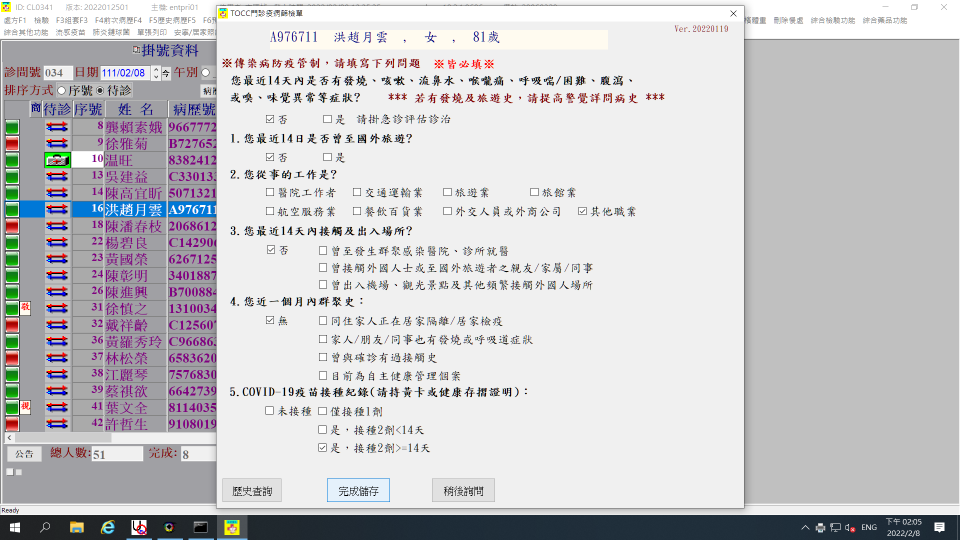 ID: CL0341 版本: 2022012501 主機: entpri01
處方F1 檢驗 F3組套F3 F4前次病歷F4 F5歷史病歷F5
綜合其他功能 流感疫苗 篩炎鏈球菌 單張列印
個體重 刪除餐處 綜合檢驗功能 綜合藥品功能
掛號資料
診間號 034 日期 111/02/08 今 午別
排序方式 序號 待診
商 待診 序號 姓 名 病歷號
8 龔賴素娥 9667772
9 徐雅菊 B727652
10 温旺 8382412
13 吳建益 C330133
14 陳高宜昕 5071321
16 洪趙月雲 A976711
18 陳潘春枝 2068612
22 楊碧良 C142906
23 黃國榮 6267125
24 陳彰明 3401887
26 陳進興 B700884
敬 31 徐慎之 1310034
32 戴祥齡 C125607
36 黃羅秀玲 C966863
37 林松榮 6583620
38 江麗琴 7576830
39 蔡祺欲 6642739
41 葉文全 8114035
42 許哲生 9108019
公告 總人數: 51 完成: 8
Ready
TOCC門診疫病篩檢單
A976711 洪趙月雲 , 女 , 81歲
Ver.20220119
※傳染病防疫管制，請填寫下列問題 ※皆必填※
您最近14天內是否有發燒、咳嗽、流鼻水、喉嚨痛、呼吸喘/困難、腹瀉、
或嗅、味覺異常等症狀? *** 若有發燒及旅遊史，請提高警覺詳問病史 ***
否 是 請掛急診評估診治
1.您最近14日是否曾至國外旅遊?
否 是
2.您從事的工作是?
醫院工作者 交通運輸業 旅遊業 旅館業
航空服務業 餐飲百貨業 外交人員或外商公司 其他職業
3.您最近14天內接觸及出入場所?
否 曾至發生群聚感染醫院、診所就醫
曾接觸外國人士或至國外旅遊者之親友/家屬/同事
曾出入機場、觀光景點及其他頻繁接觸外國人場所
4.您近一個月內群聚史：
無 同住家人正在居家隔離/居家檢疫
家人/朋友/同事也有發燒或呼吸道症狀
曾與確診有過接觸史
目前為自主健康管理個案
5.COVID-19疫苗接種紀錄(請持黃卡或健康存摺證明)：
未接種 僅接種1劑
是，接種2劑<14天
是，接種2劑>=14天
歷史查詢 完成儲存 稍後詢問
ENG 下午 02:05
2022/2/8